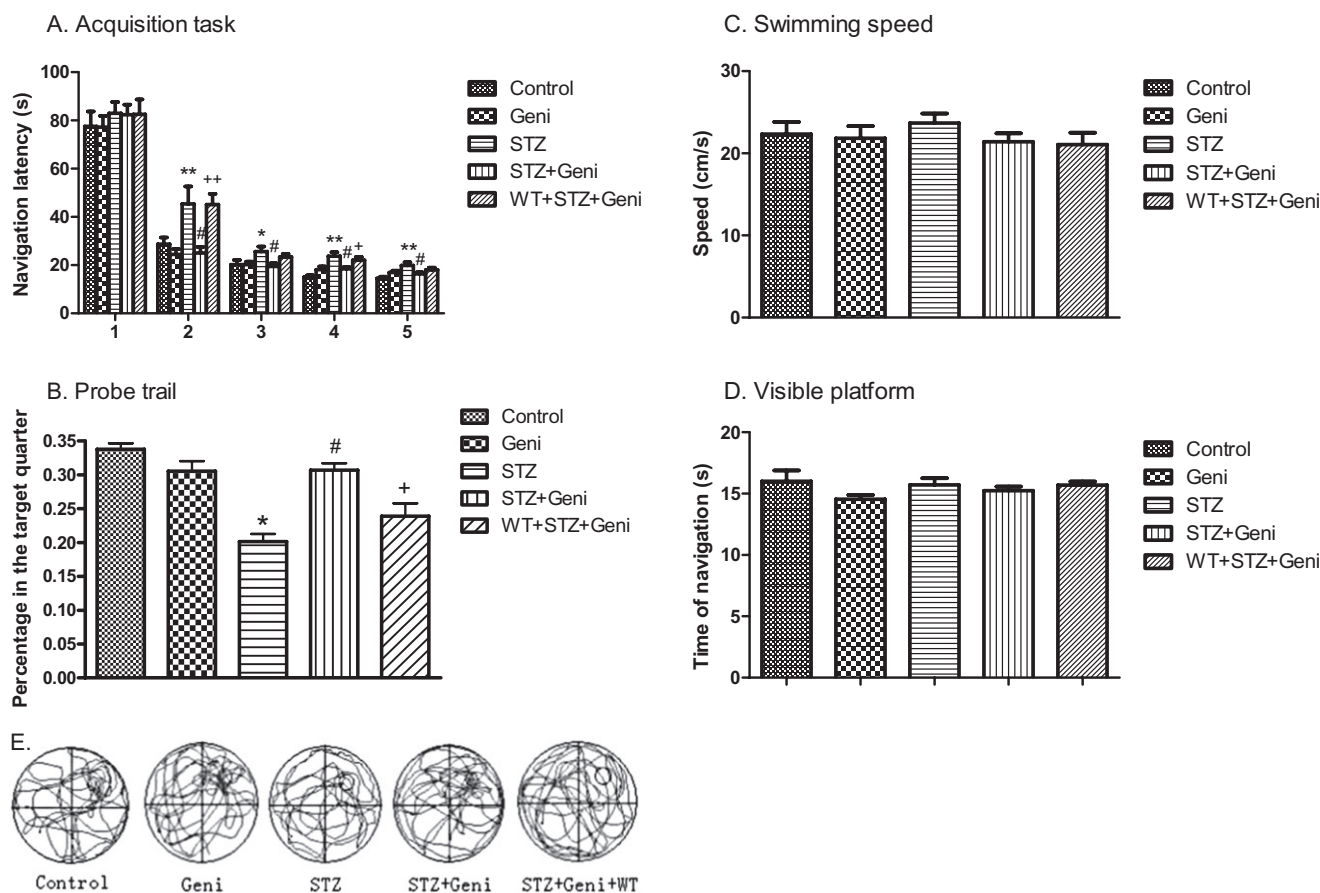 A. Acquisition task
Navigation latency (s)
100
80
60
40
20
0
** ++
#
* #
** # +
** #
1 2 3 4 5
Control
Geni
STZ
STZ+Geni
WT+STZ+Geni
C. Swimming speed
Speed (cm/s)
30
20
10
0
Control
Geni
STZ
STZ+Geni
WT+STZ+Geni
B. Probe trail
Percentage in the target quarter
0.35
0.30
0.25
0.20
0.15
0.10
0.05
0.00
* # +
Control
Geni
STZ
STZ+Geni
WT+STZ+Geni
D. Visible platform
Time of navigation (s)
20
15
10
5
0
Control
Geni
STZ
STZ+Geni
WT+STZ+Geni
E.
Control Geni STZ STZ+Geni STZ+Geni+WT